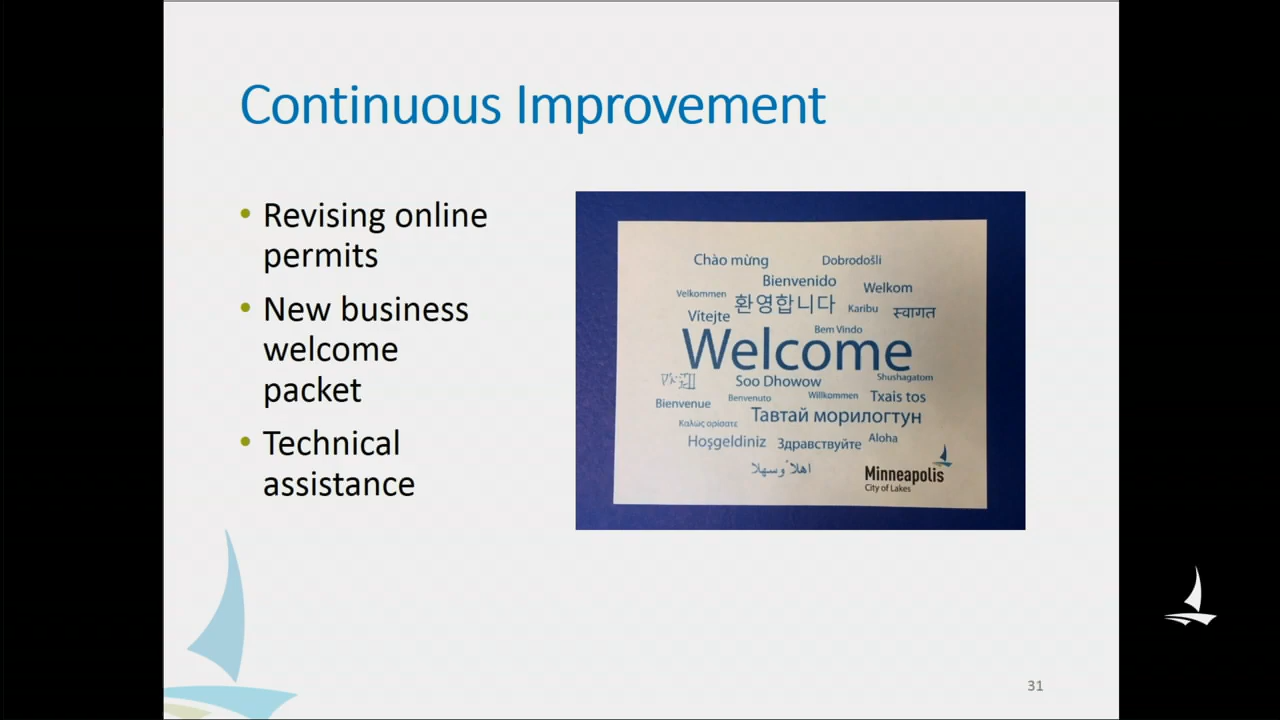 Continuous Improvement
• Revising online
permits
• New business
welcome
packet
• Technical
assistance
Chào mừng
Dobrodošli
Bienvenido
Velkommen
Welkom
환영합니다
Karibu
स्वागत
Vítejte
Bem Vindo
Welcome
Shushagatom
Soo Dhowow
Bienvenue
Benvenuto
Willkommen
Txais tos
Тавтай морилогтун
Καλώς ορίσατε
Hoşgeldiniz
Здравствуйте
Aloha
اهلاً وسهلا
Minneapolis
City of Lakes
31